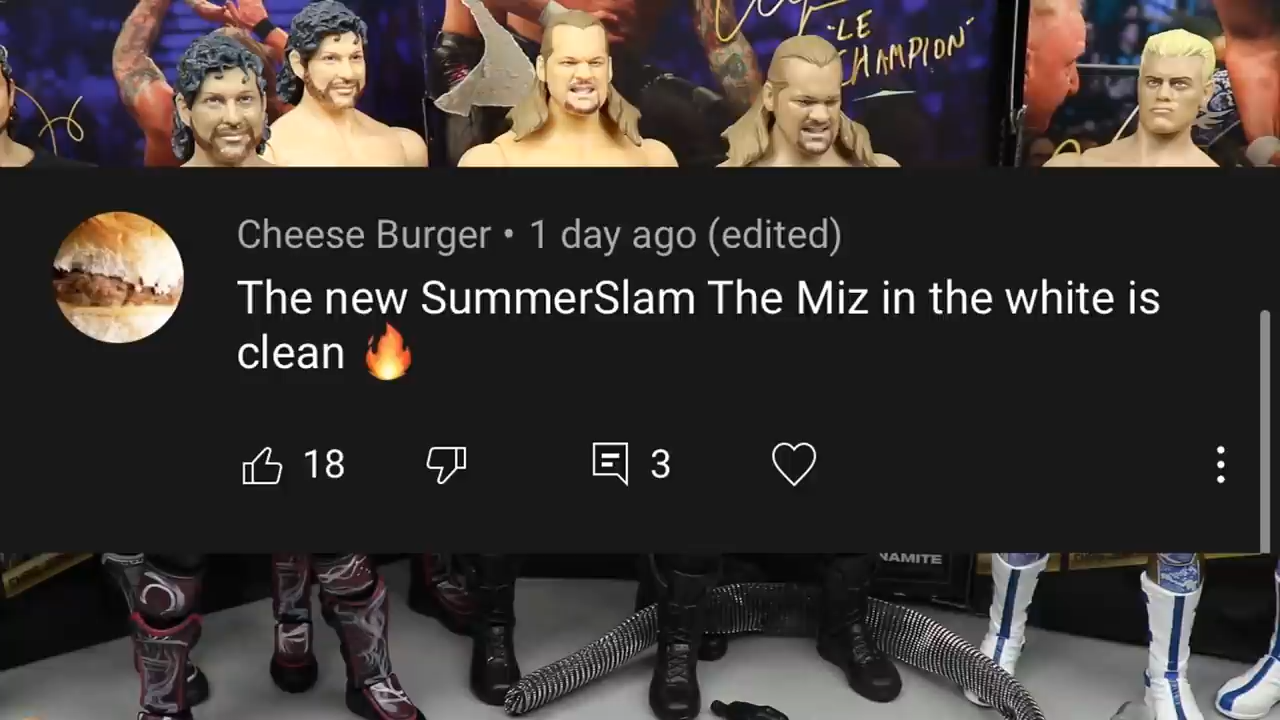 "LE
CHAMPION"
Cheese Burger • 1 day ago (edited)
The new SummerSlam The Miz in the white is
clean 🔥
18
3
NAMITE